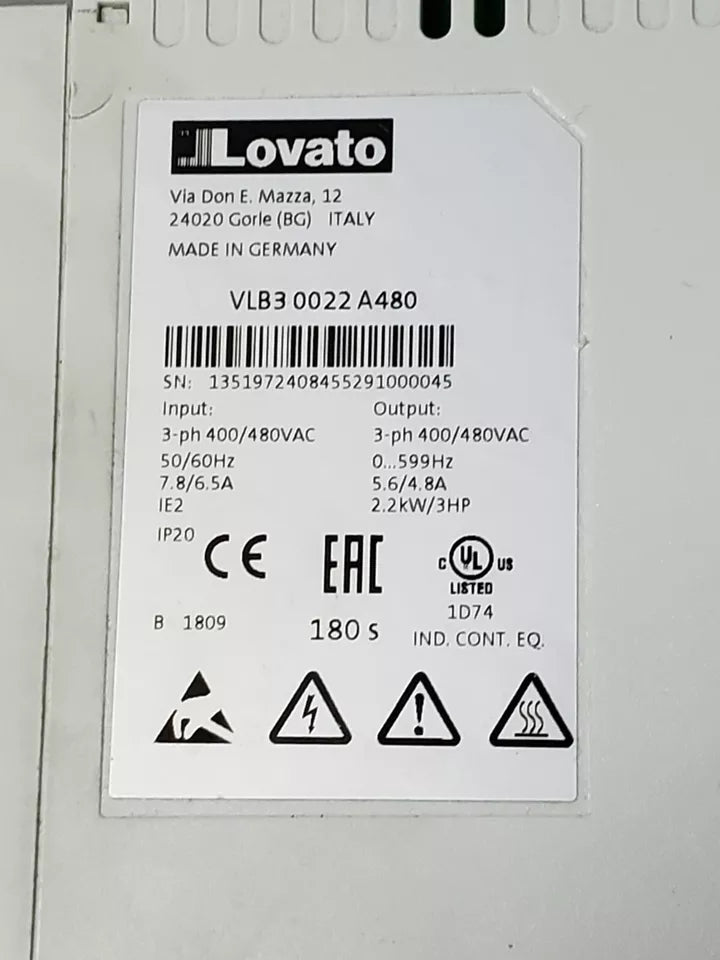 Lovato
Via Don E. Mazza, 12
24020 Gorle (BG) ITALY
MADE IN GERMANY
VLB3 0022 A480
SN: 1351972408455291000045
Input:
3-ph 400/480VAC
50/60Hz
7.8/6.5A
IE2
Output:
3-ph 400/480VAC
0...599Hz
5.6/4.8A
2.2kW/3HP
IP20
CE
EAC
C UL US
LISTED
1D74
IND. CONT. EQ.
B 1809
180 s